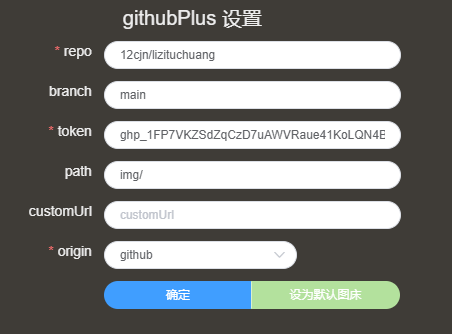 githubPlus 设置
* repo 12cjn/lizituchuang
branch main
* token ghp_1FP7VKZSdZqCzD7uAWVRaue41KoLQN4E
path img/
customUrl customUrl
* origin github
确定 设为默认图床